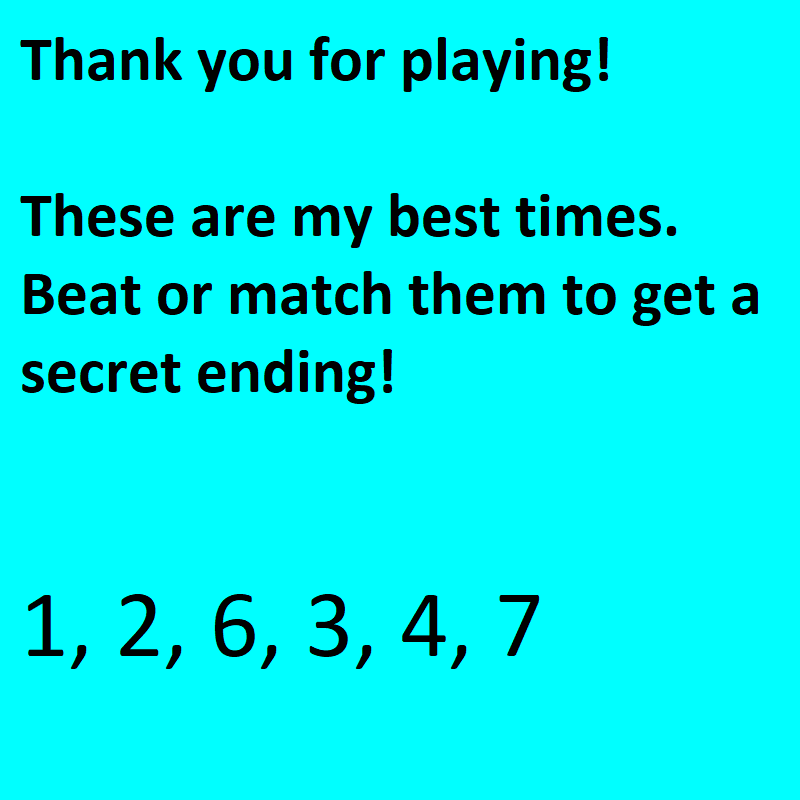 Thank you for playing!
These are my best times.
Beat or match them to get a
secret ending!
1, 2, 6, 3, 4, 7